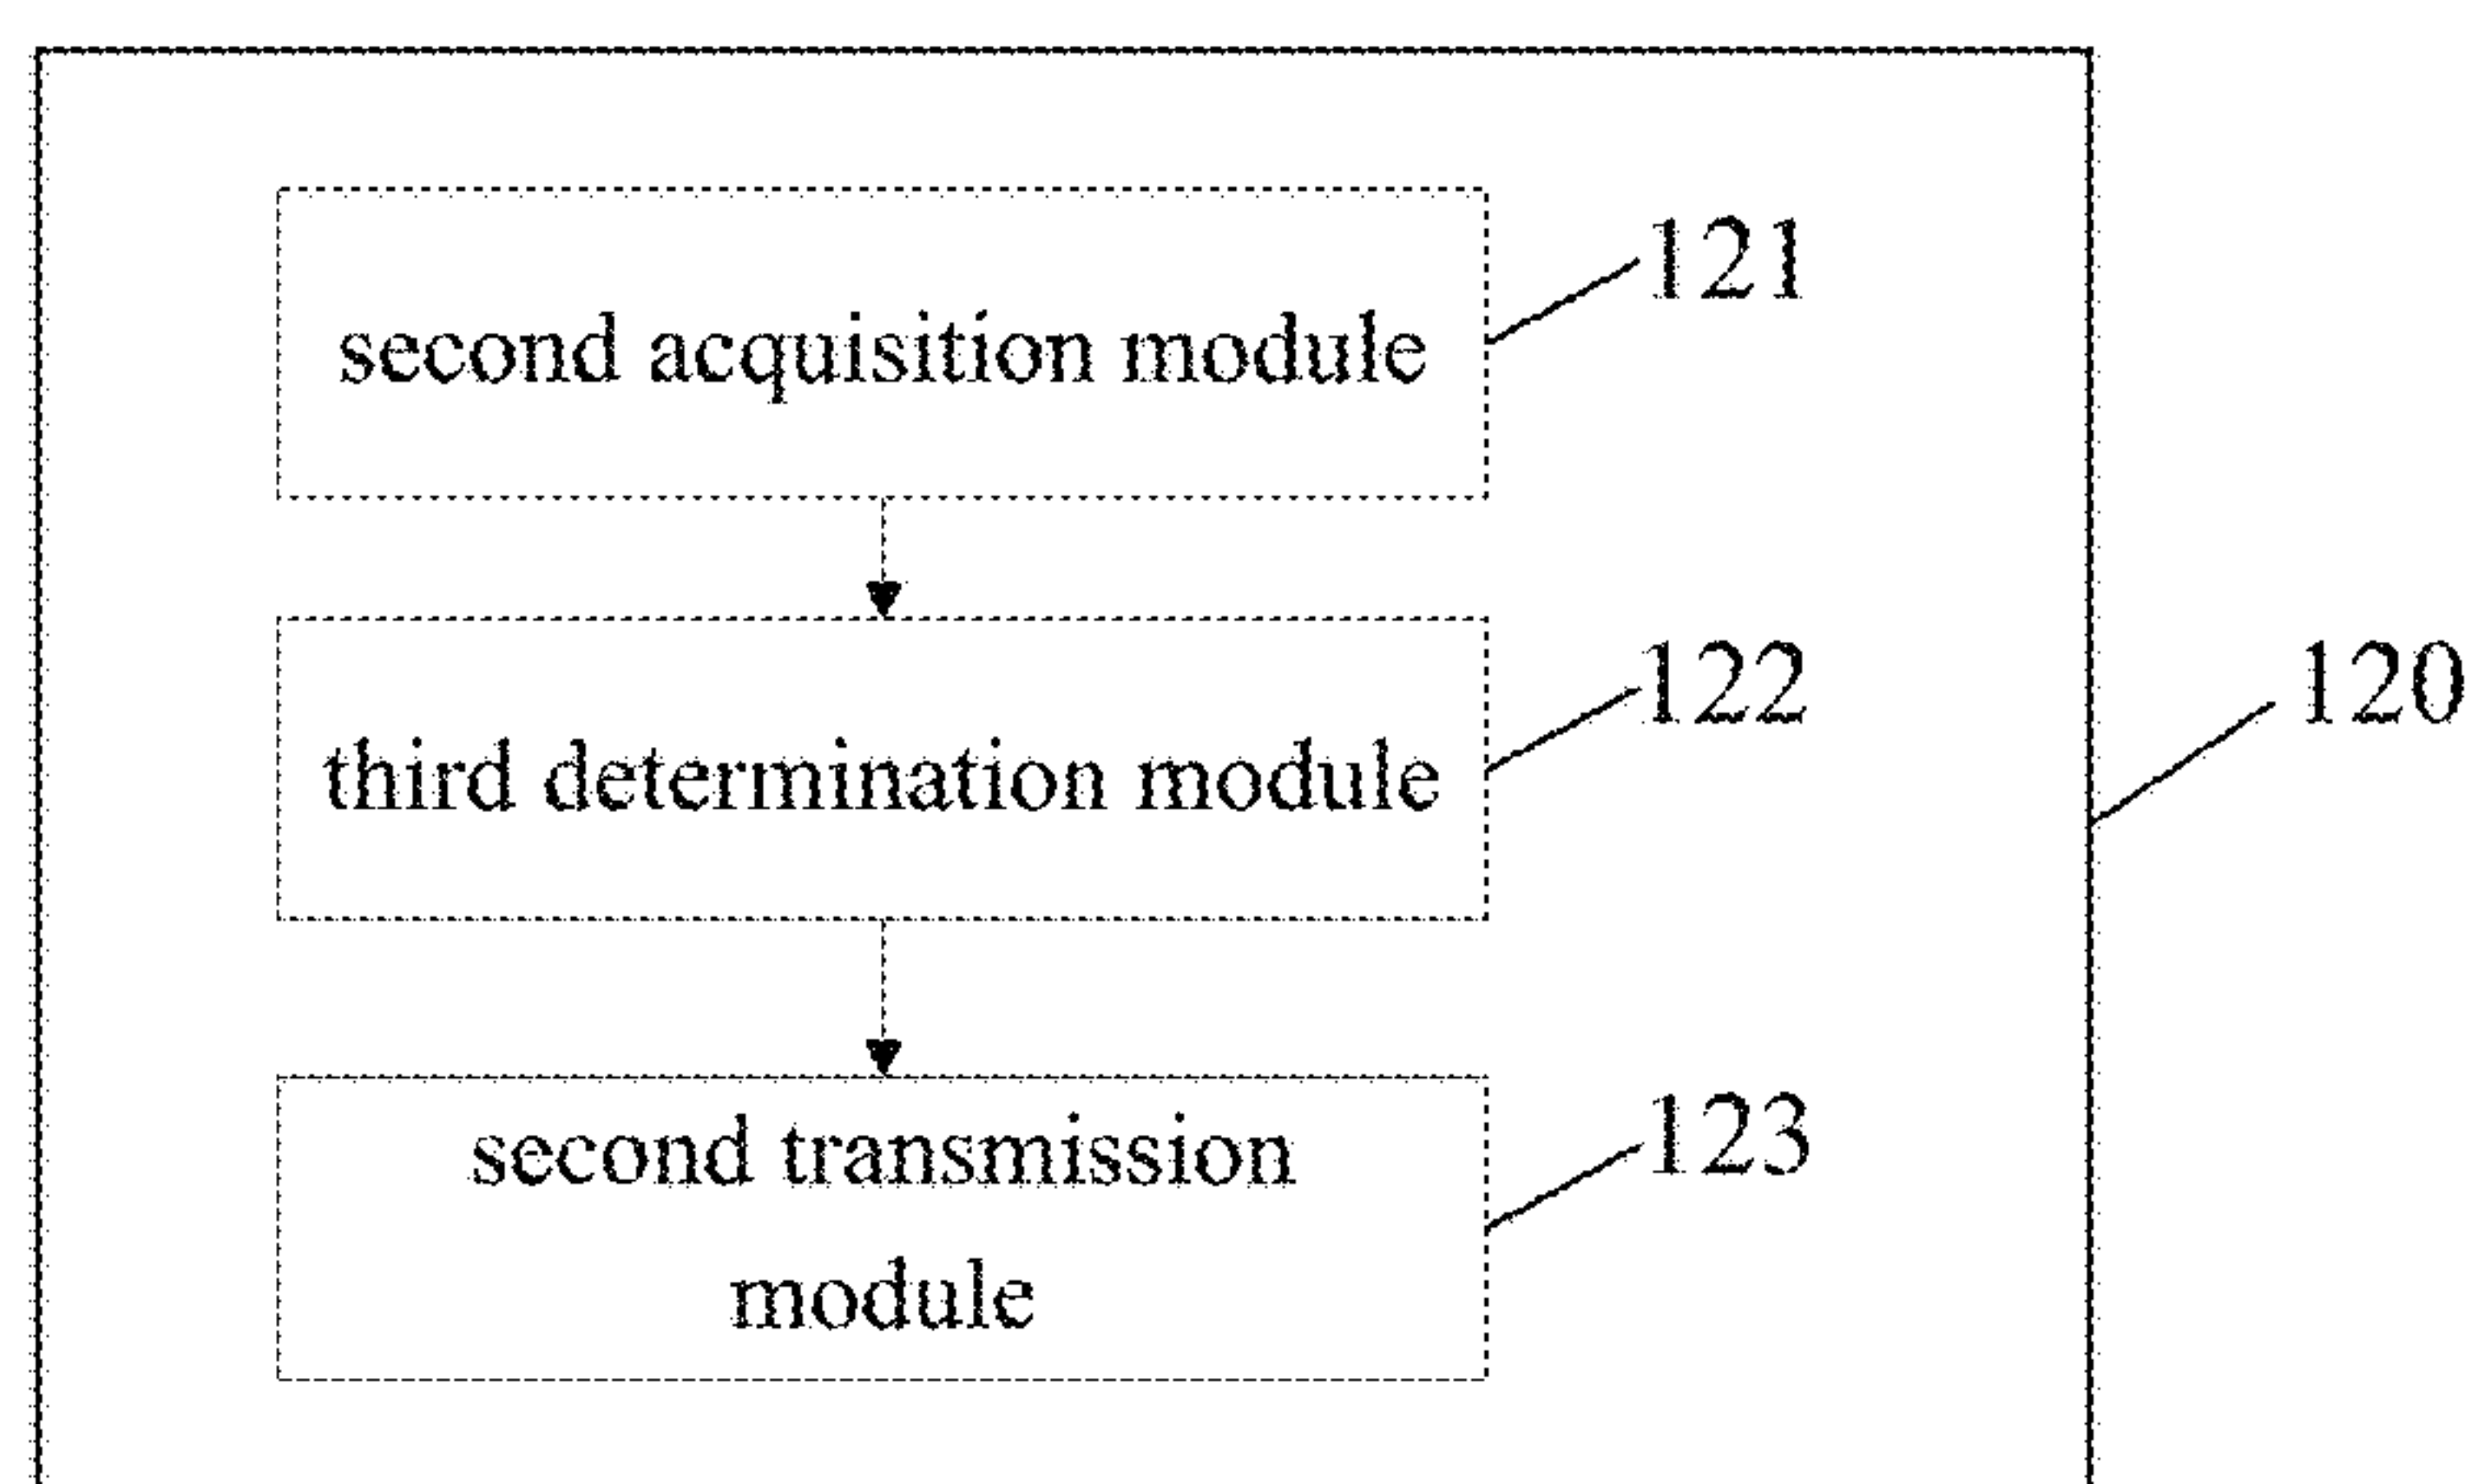 121
second acquisition module
122
120
third determination module
123
second transmission
module